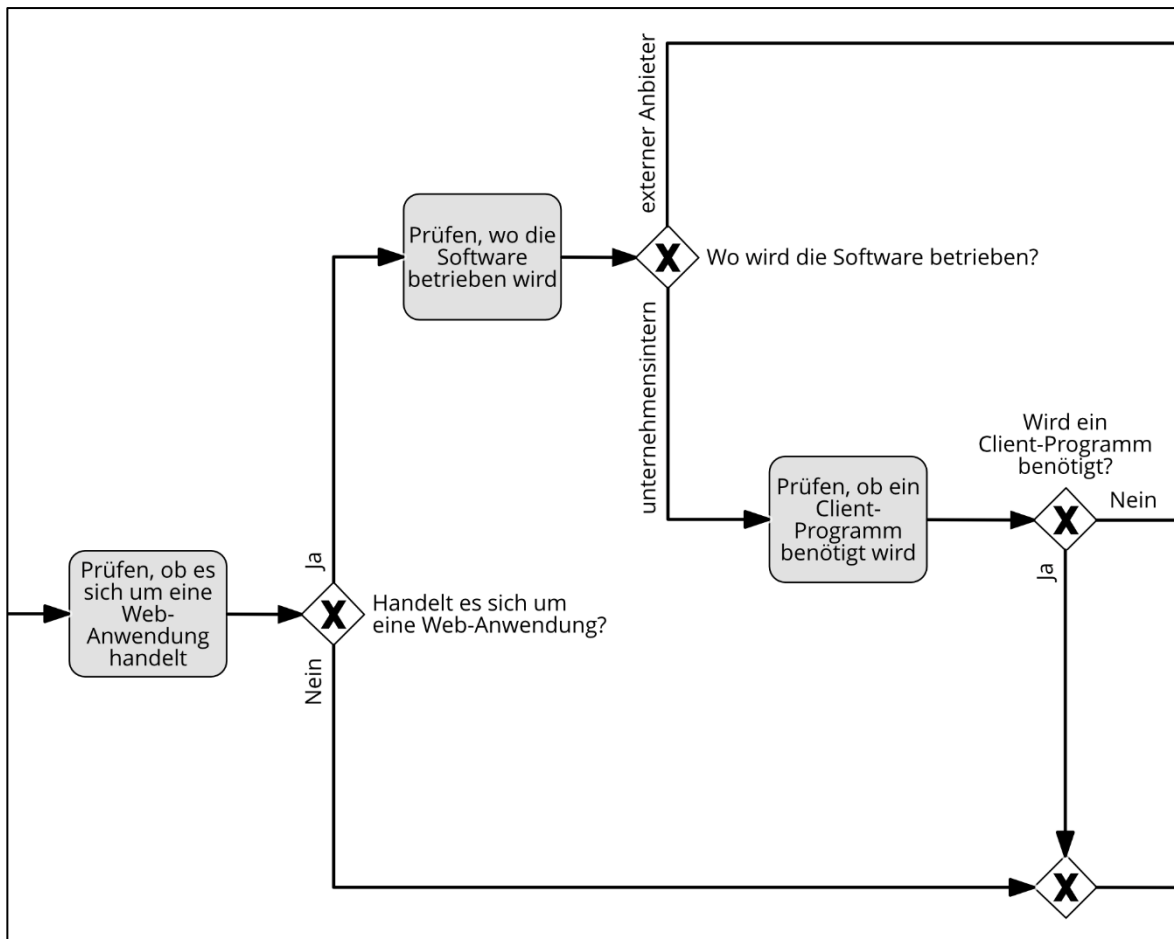 externer Anbieter
Prüfen, wo die
Software
betrieben wird
Wo wird die Software betrieben?
unternehmensintern
Wird ein
Client-Programm
benötigt?
Prüfen, ob ein
Client-
Programm
benötigt wird
Nein
Ja
Prüfen, ob es
sich um eine
Web-
Anwendung
handelt
Ja
Handelt es sich um
eine Web-Anwendung?
Nein